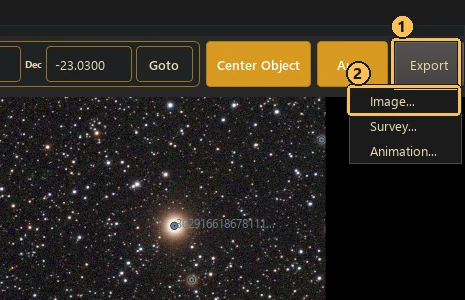 1
Dec -23.0300 Goto Center Object Export
2
Image...
Survey...
Animation...